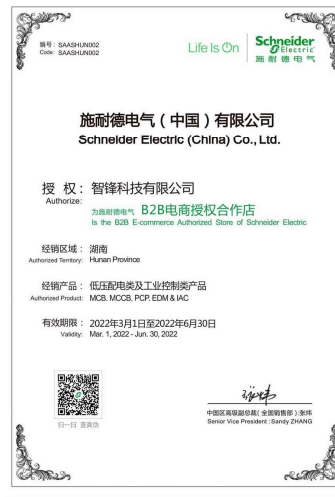 编号：SAASHUN002
Code: SAASHUN002
Life Is On
Schneider
Electric
施耐德电气
施耐德电气（中国）有限公司
Schneider Electric (China) Co., Ltd.
授 权：智锋科技有限公司
Authorize:
为施耐德电气 B2B电商授权合作店
Is the B2B E-commerce Authorized Store of Schneider Electric
经销区域：湖南
Authorized Territory: Hunan Province
经销产品：低压配电类及工业控制类产品
Authorized Product: MCB, MCCB, PCP, EDM & IAC
有效期限：2022年3月1日至2022年6月30日
Validity: Mar. 1, 2022 - Jun. 30, 2022
扫一扫 查真伪
中国区高级副总裁(全国销售部):张炜
Senior Vice President :Sandy ZHANG